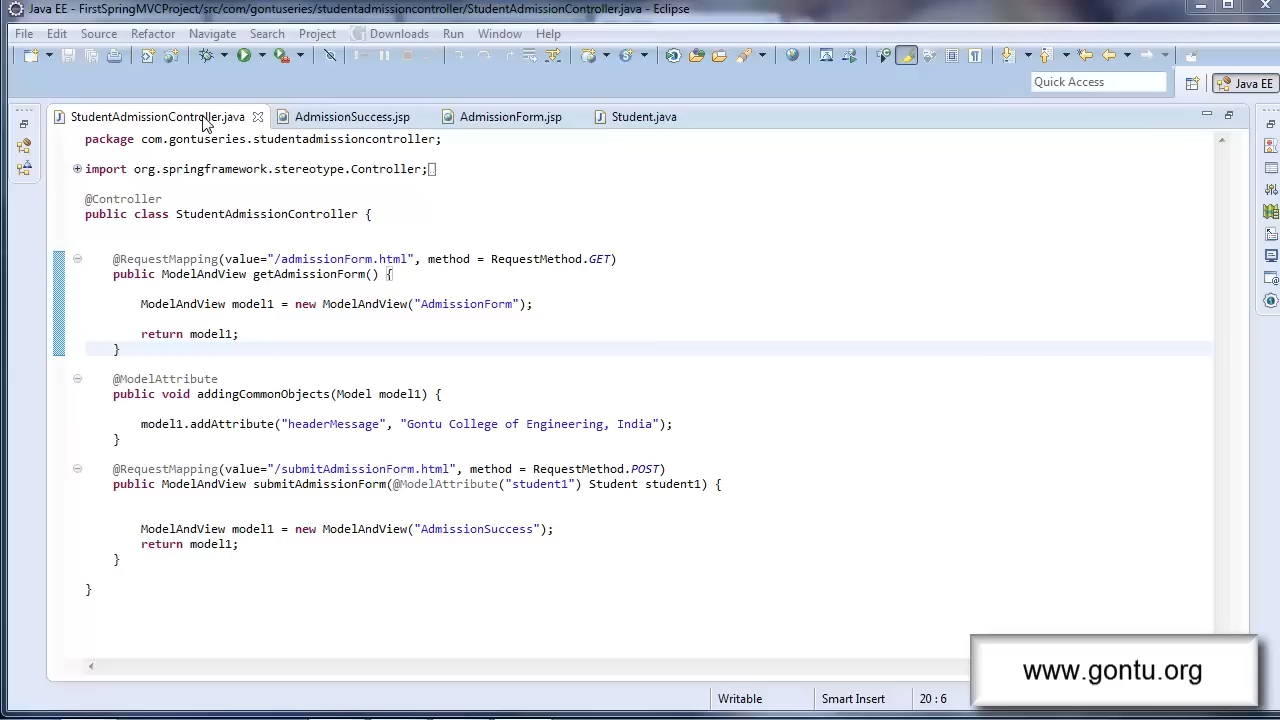 Java EE - FirstSpringMVCProject/src/com/gontuseries/studentadmissioncontroller/StudentAdmissionController.java - Eclipse
File Edit Source Refactor Navigate Search Project Downloads Run Window Help
Quick Access
Java EE
StudentAdmissionController.java AdmissionSuccess.jsp AdmissionForm.jsp Student.java
package com.gontuseries.studentadmissioncontroller;
import org.springframework.stereotype.Controller;
@Controller
public class StudentAdmissionController {
@RequestMapping(value="/admissionForm.html", method = RequestMethod.GET)
public ModelAndView getAdmissionForm() {
ModelAndView model1 = new ModelAndView("AdmissionForm");
return model1;
}
@ModelAttribute
public void addingCommonObjects(Model model1) {
model1.addAttribute("headerMessage", "Gontu College of Engineering, India");
}
@RequestMapping(value="/submitAdmissionForm.html", method = RequestMethod.POST)
public ModelAndView submitAdmissionForm(@ModelAttribute("student1") Student student1) {
ModelAndView model1 = new ModelAndView("AdmissionSuccess");
return model1;
}
}
www.gontu.org
Writable Smart Insert 20 : 6